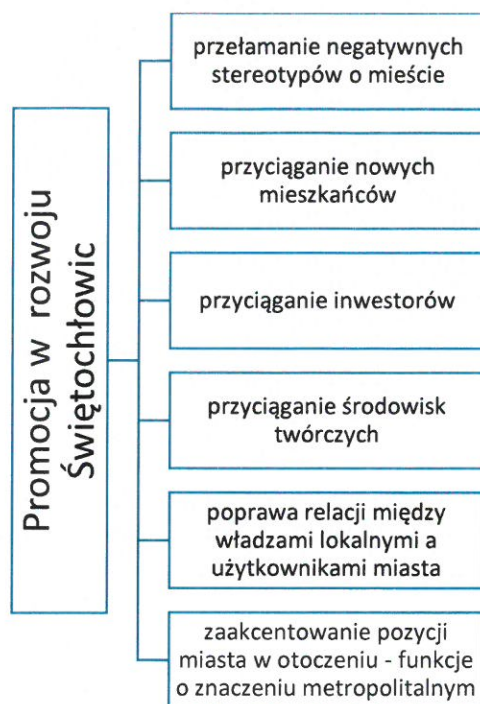 Promocja w rozwoju
Świętochłowic
przełamanie negatywnych
stereotypów o mieście
przyciąganie nowych
mieszkańców
przyciąganie inwestorów
przyciąganie środowisk
twórczych
poprawa relacji między
władzami lokalnymi a
użytkownikami miasta
zaakcentowanie pozycji
miasta w otoczeniu - funkcje
o znaczeniu metropolitalnym